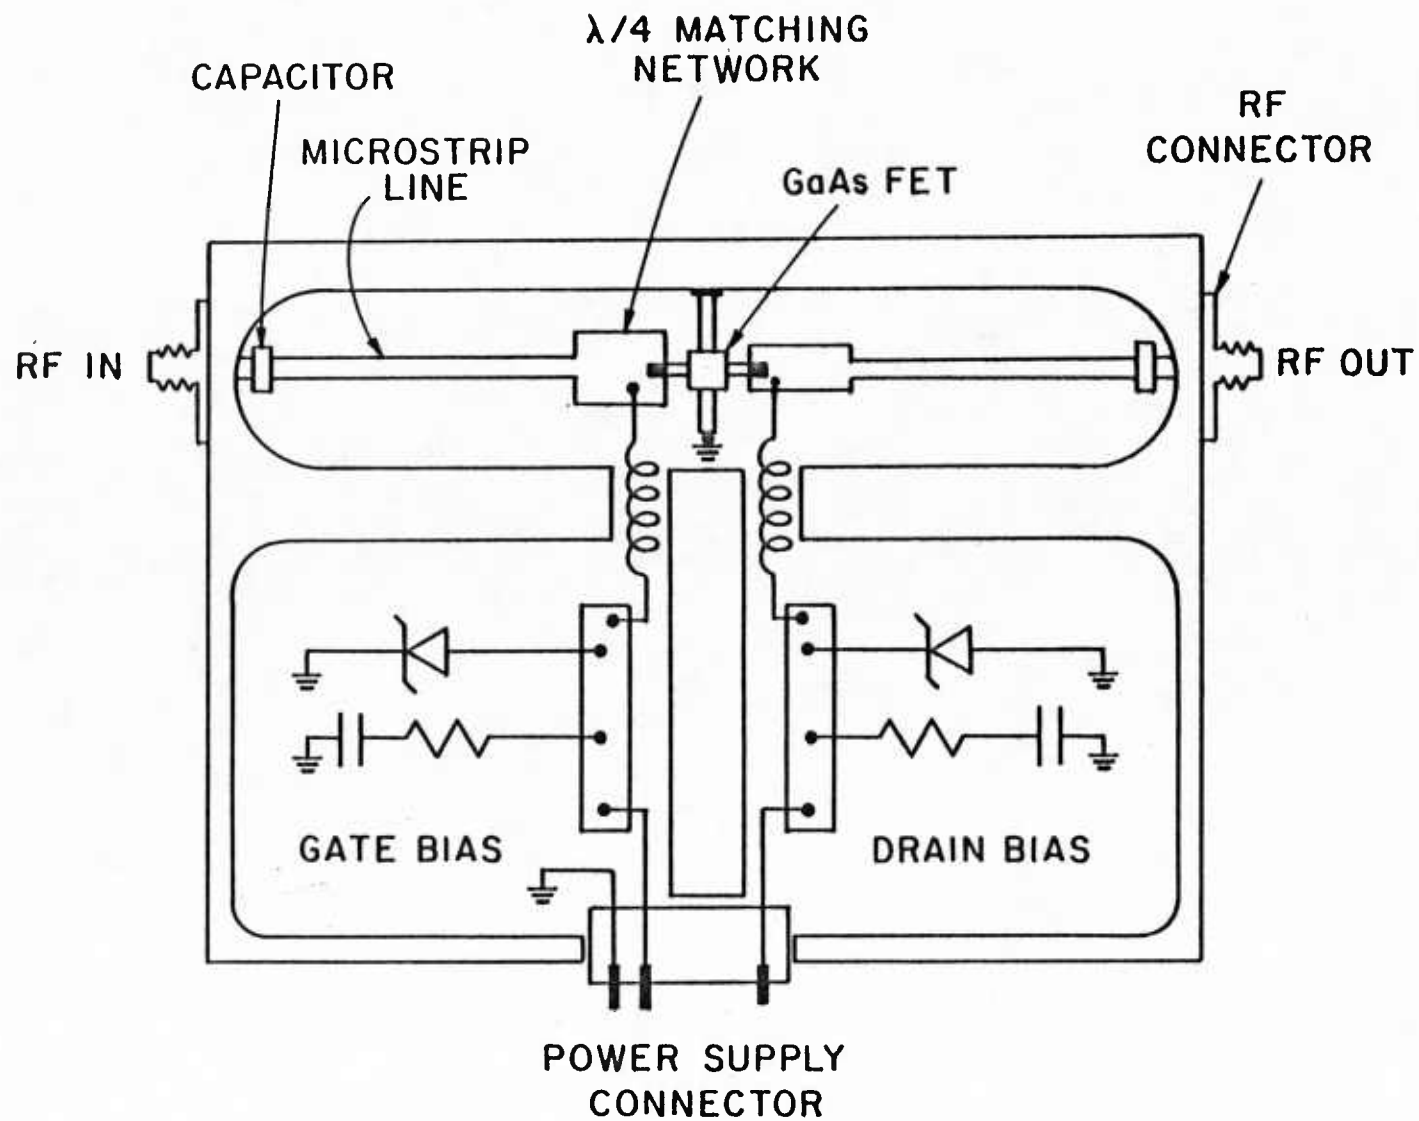 λ/4 MATCHING
NETWORK
CAPACITOR
RF
CONNECTOR
MICROSTRIP
LINE
GaAs FET
RF IN
RF OUT
GATE BIAS
DRAIN BIAS
POWER SUPPLY
CONNECTOR